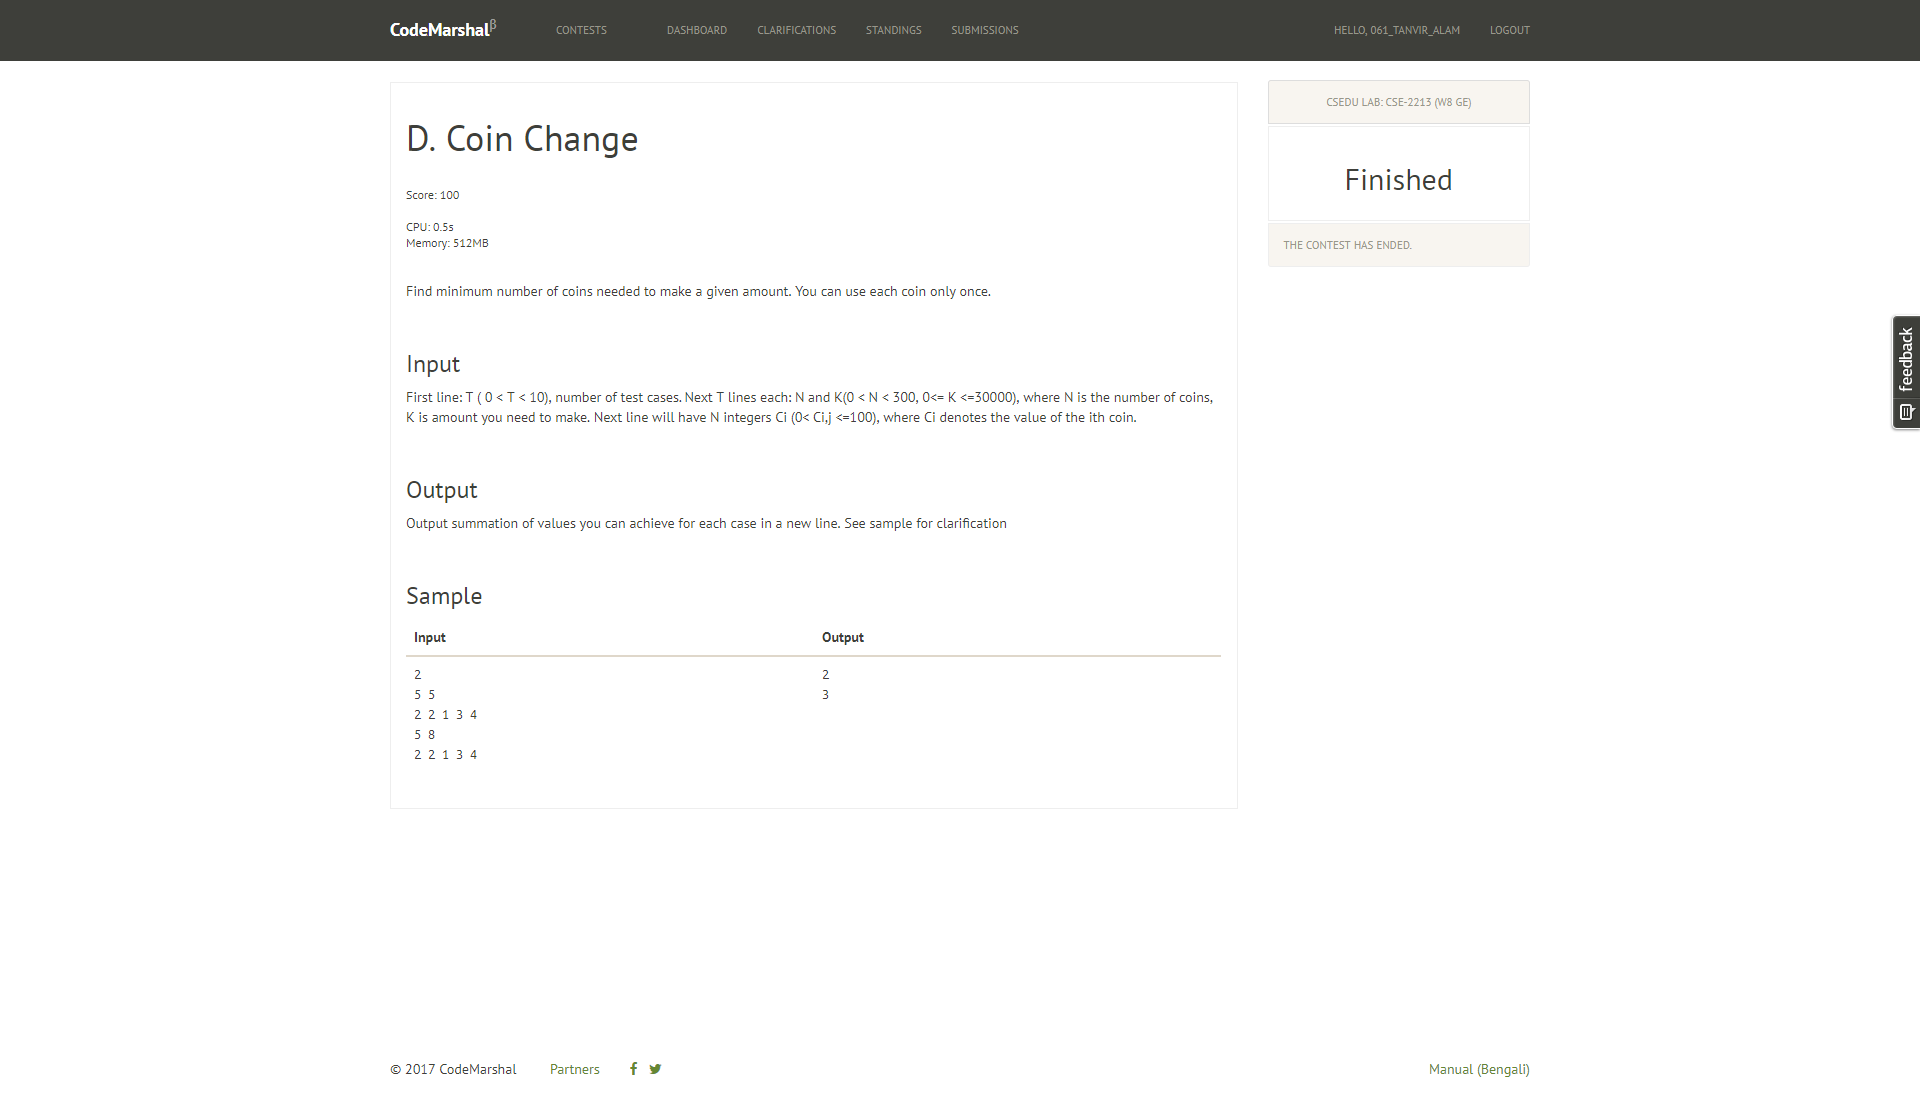 CodeMarshalβ CONTESTS DASHBOARD CLARIFICATIONS STANDINGS SUBMISSIONS HELLO, 061_TANVIR_ALAM LOGOUT
D. Coin Change
Score: 100
CPU: 0.5s
Memory: 512MB
Find minimum number of coins needed to make a given amount. You can use each coin only once.
Input
First line: T ( 0 < T < 10), number of test cases. Next T lines each: N and K(0 < N < 300, 0<= K <=30000), where N is the number of coins,
K is amount you need to make. Next line will have N integers Ci (0< Ci,j <=100), where Ci denotes the value of the ith coin.
Output
Output summation of values you can achieve for each case in a new line. See sample for clarification
Sample
Input Output
2 2
5 5 3
2 2 1 3 4
5 8
2 2 1 3 4
CSEDU LAB: CSE-2213 (W8 GE)
Finished
THE CONTEST HAS ENDED.
feedback
© 2017 CodeMarshal Partners Manual (Bengali)